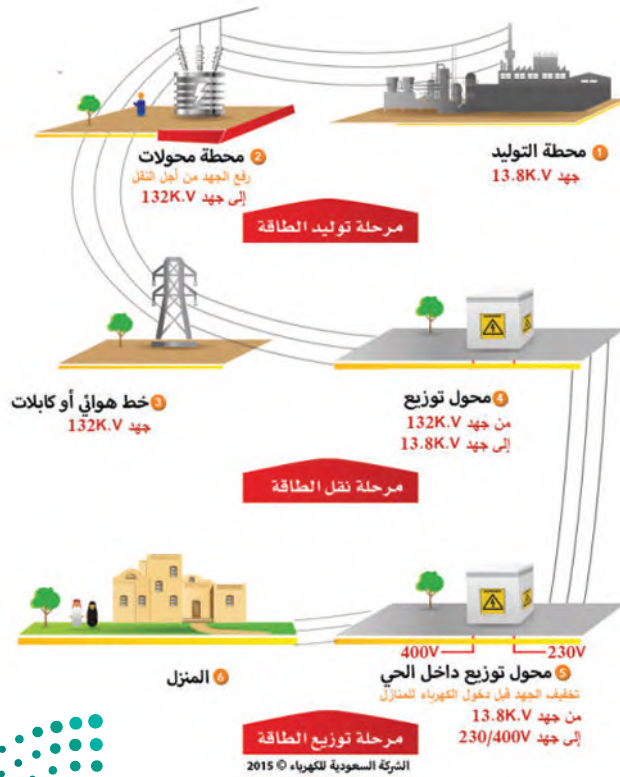 1 محطة التوليد
جهد 13.8K.V
2 محطة محولات
رفع الجهد من أجل النقل
إلى جهد 132K.V
مرحلة توليد الطاقة
3 خط هوائي أو كابلات
جهد 132K.V
4 محول توزيع
من جهد 132K.V
إلى جهد 13.8K.V
مرحلة نقل الطاقة
400V
230V
5 محول توزيع داخل الحي
تخفيف الجهد قبل دخول الكهرباء للمنازل
من جهد 13.8K.V
إلى جهد 230/400V
6 المنزل
مرحلة توزيع الطاقة
الشركة السعودية للكهرباء © 2015